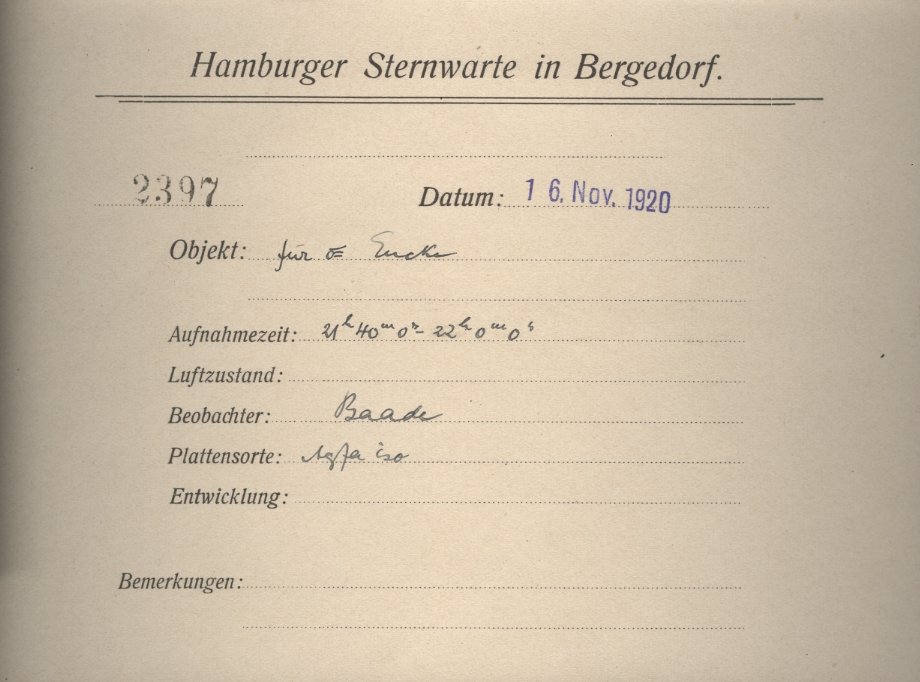 Hamburger Sternwarte in Bergedorf.
2397 Datum: 16. Nov. 1920
Objekt: für Encke
Aufnahmezeit: 21h 40m 0s - 22h 0m 0s
Luftzustand:
Beobachter: Baade
Plattensorte: Agfa iso
Entwicklung:
Bemerkungen: